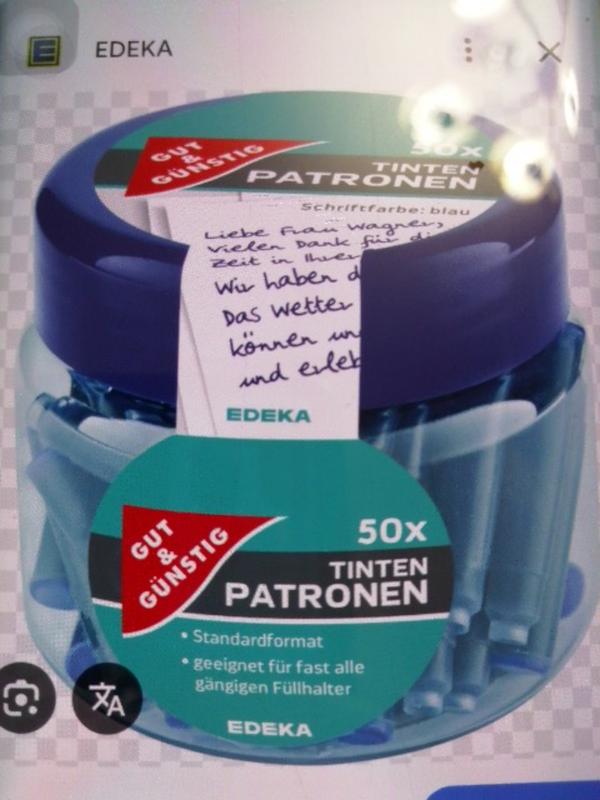 EDEKA
GUT
&
GÜNSTIG
50x
TINTEN
PATRONEN
Schriftfarbe: blau
Liebe Frau Wagner,
vielen Dank für
Zeit in Ihrer
Wir haben
Das Wetter
können
und
EDEKA
GUT
&
GÜNSTIG
50x
TINTEN
PATRONEN
• Standardformat
• geeignet für fast alle
gängigen Füllhalter
EDEKA